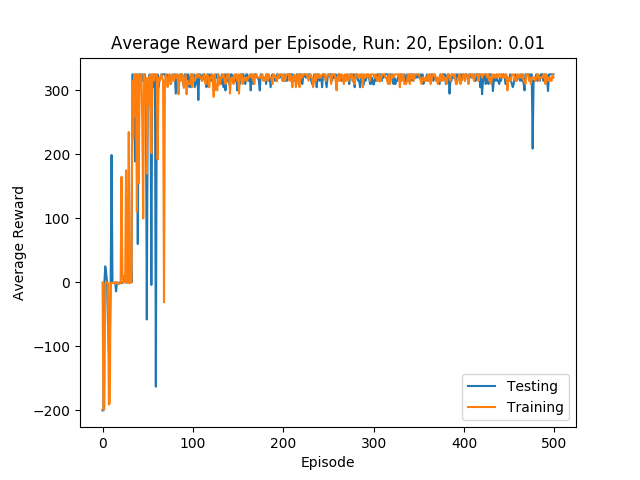 Average Reward per Episode, Run: 20, Epsilon: 0.01
Average Reward
300
200
100
0
−100
−200
0
100
200
300
400
500
Episode
Testing
Training